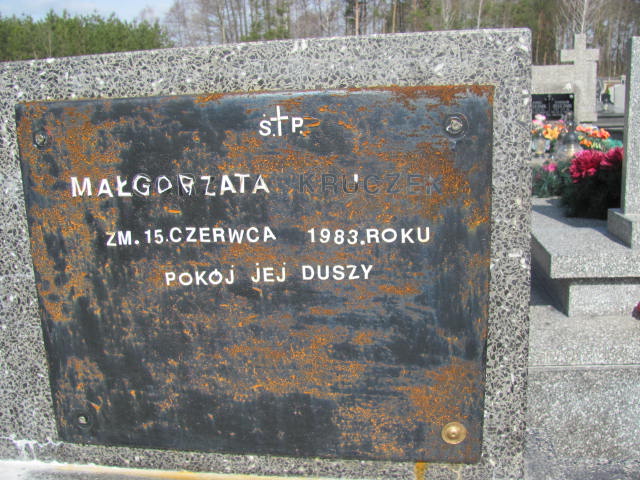 Ś.†P.
MAŁGORZATA KRUCZEK
ZM. 15. CZERWCA 1983. ROKU
POKÓJ JEJ DUSZY